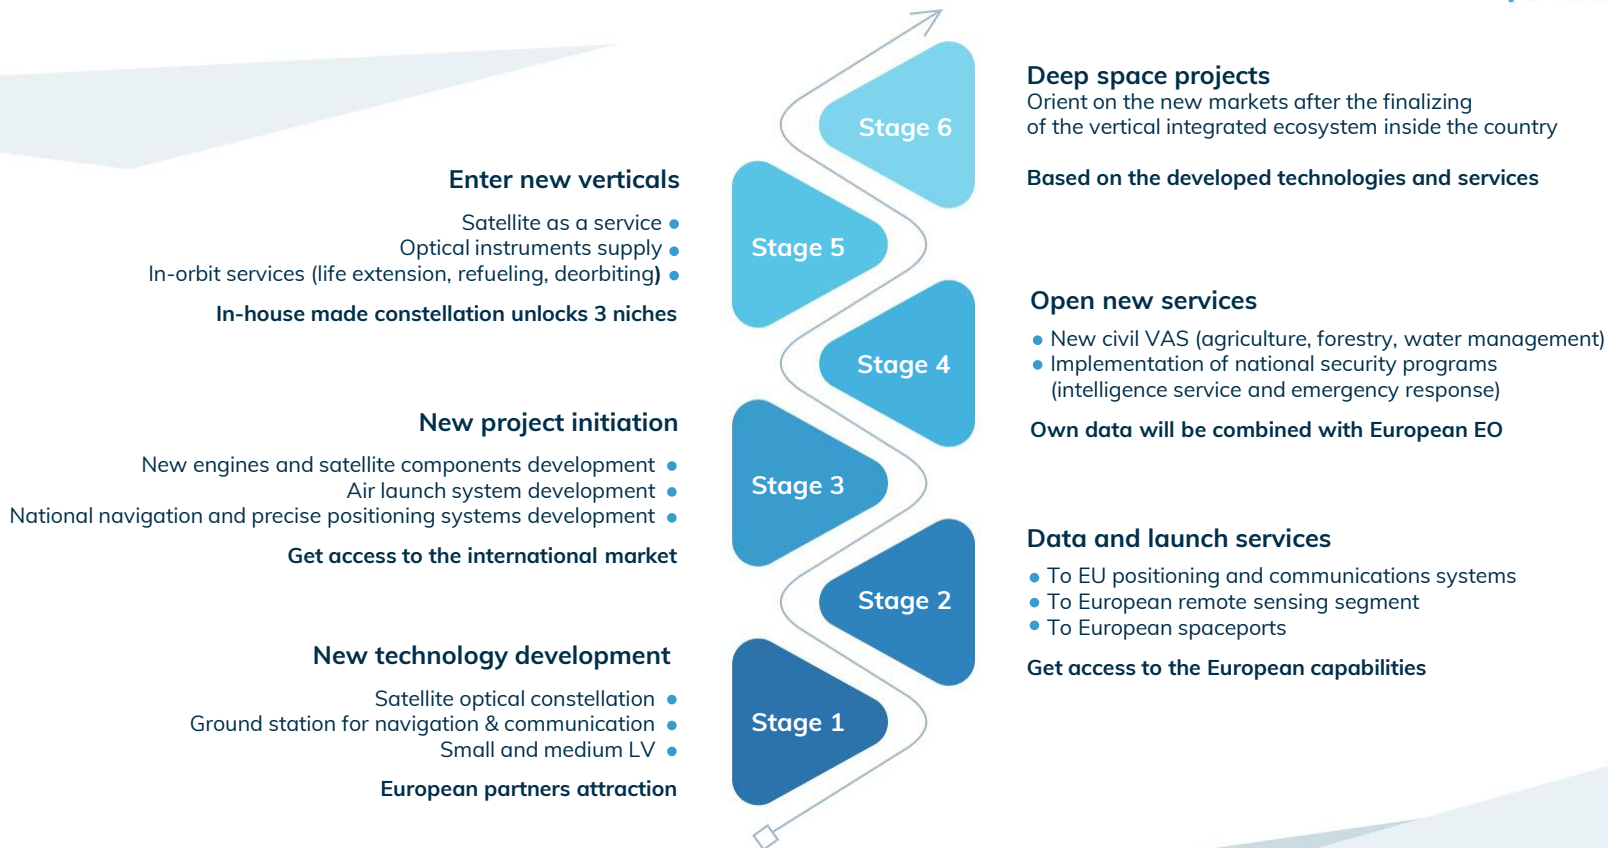 Deep space projects
Orient on the new markets after the finalizing
of the vertical integrated ecosystem inside the country
Based on the developed technologies and services
Stage 6
Enter new verticals
Satellite as a service
Optical instruments supply
In-orbit services (life extension, refueling, deorbiting)
In-house made constellation unlocks 3 niches
Stage 5
Open new services
New civil VAS (agriculture, forestry, water management)
Implementation of national security programs
(intelligence service and emergency response)
Own data will be combined with European EO
Stage 4
New project initiation
New engines and satellite components development
Air launch system development
National navigation and precise positioning systems development
Get access to the international market
Stage 3
Data and launch services
To EU positioning and communications systems
To European remote sensing segment
To European spaceports
Get access to the European capabilities
Stage 2
New technology development
Satellite optical constellation
Ground station for navigation & communication
Small and medium LV
European partners attraction
Stage 1